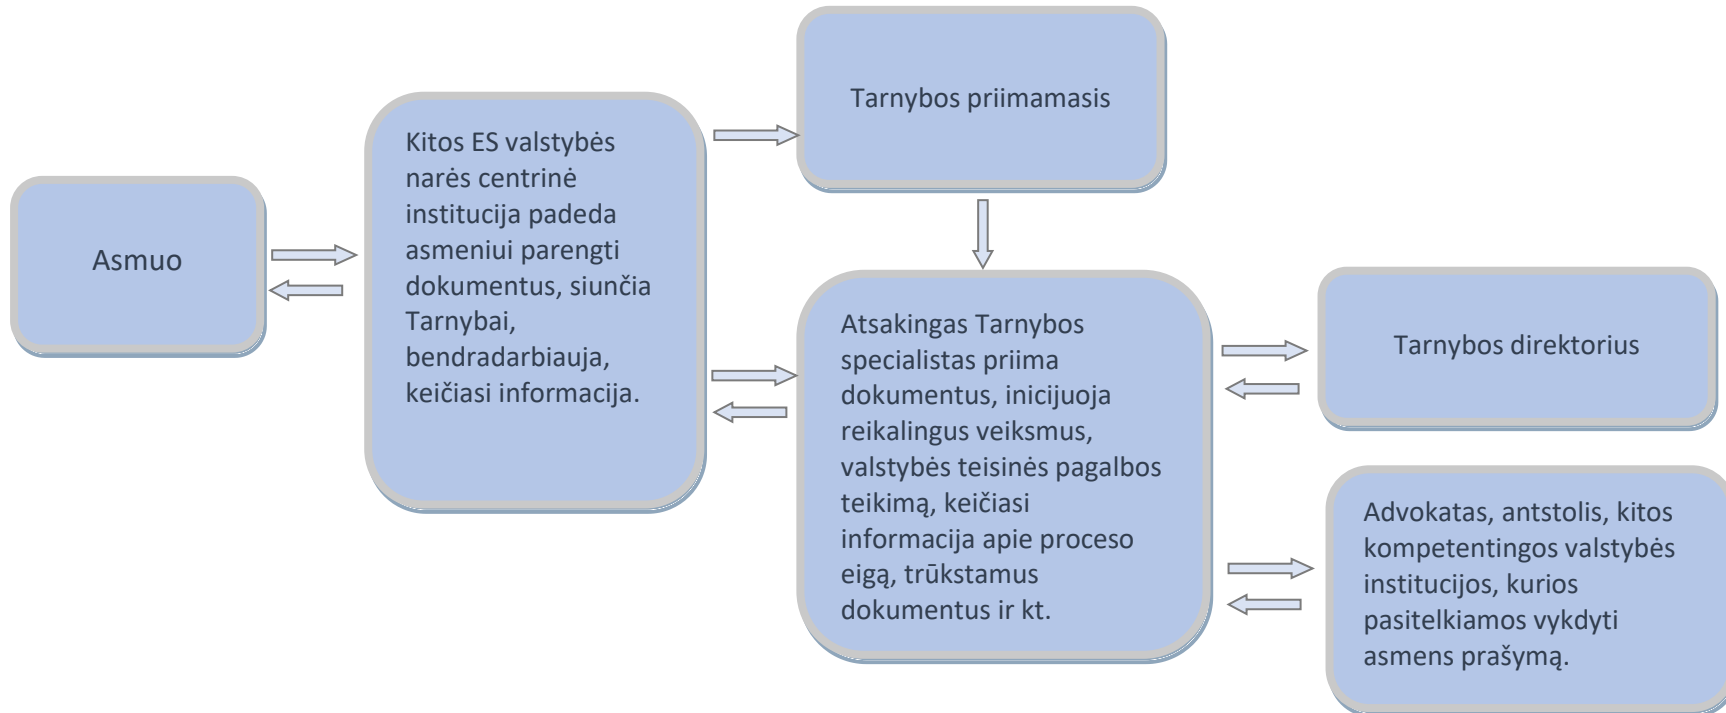 Asmuo
Kitos ES valstybės
narės centrinė
institucija padeda
asmeniui parengti
dokumentus, siunčia
Tarnybai,
bendradarbiauja,
keičiasi informacija.
Tarnybos priimamasis
Atsakingas Tarnybos
specialistas priima
dokumentus, inicijuoja
reikalingus veiksmus,
valstybės teisinės pagalbos
teikimą, keičiasi
informacija apie proceso
eigą, trūkstamus
dokumentus ir kt.
Tarnybos direktorius
Advokatas, antstolis, kitos
kompetentingos valstybės
institucijos, kurios
pasitelkiamos vykdyti
asmens prašymą.